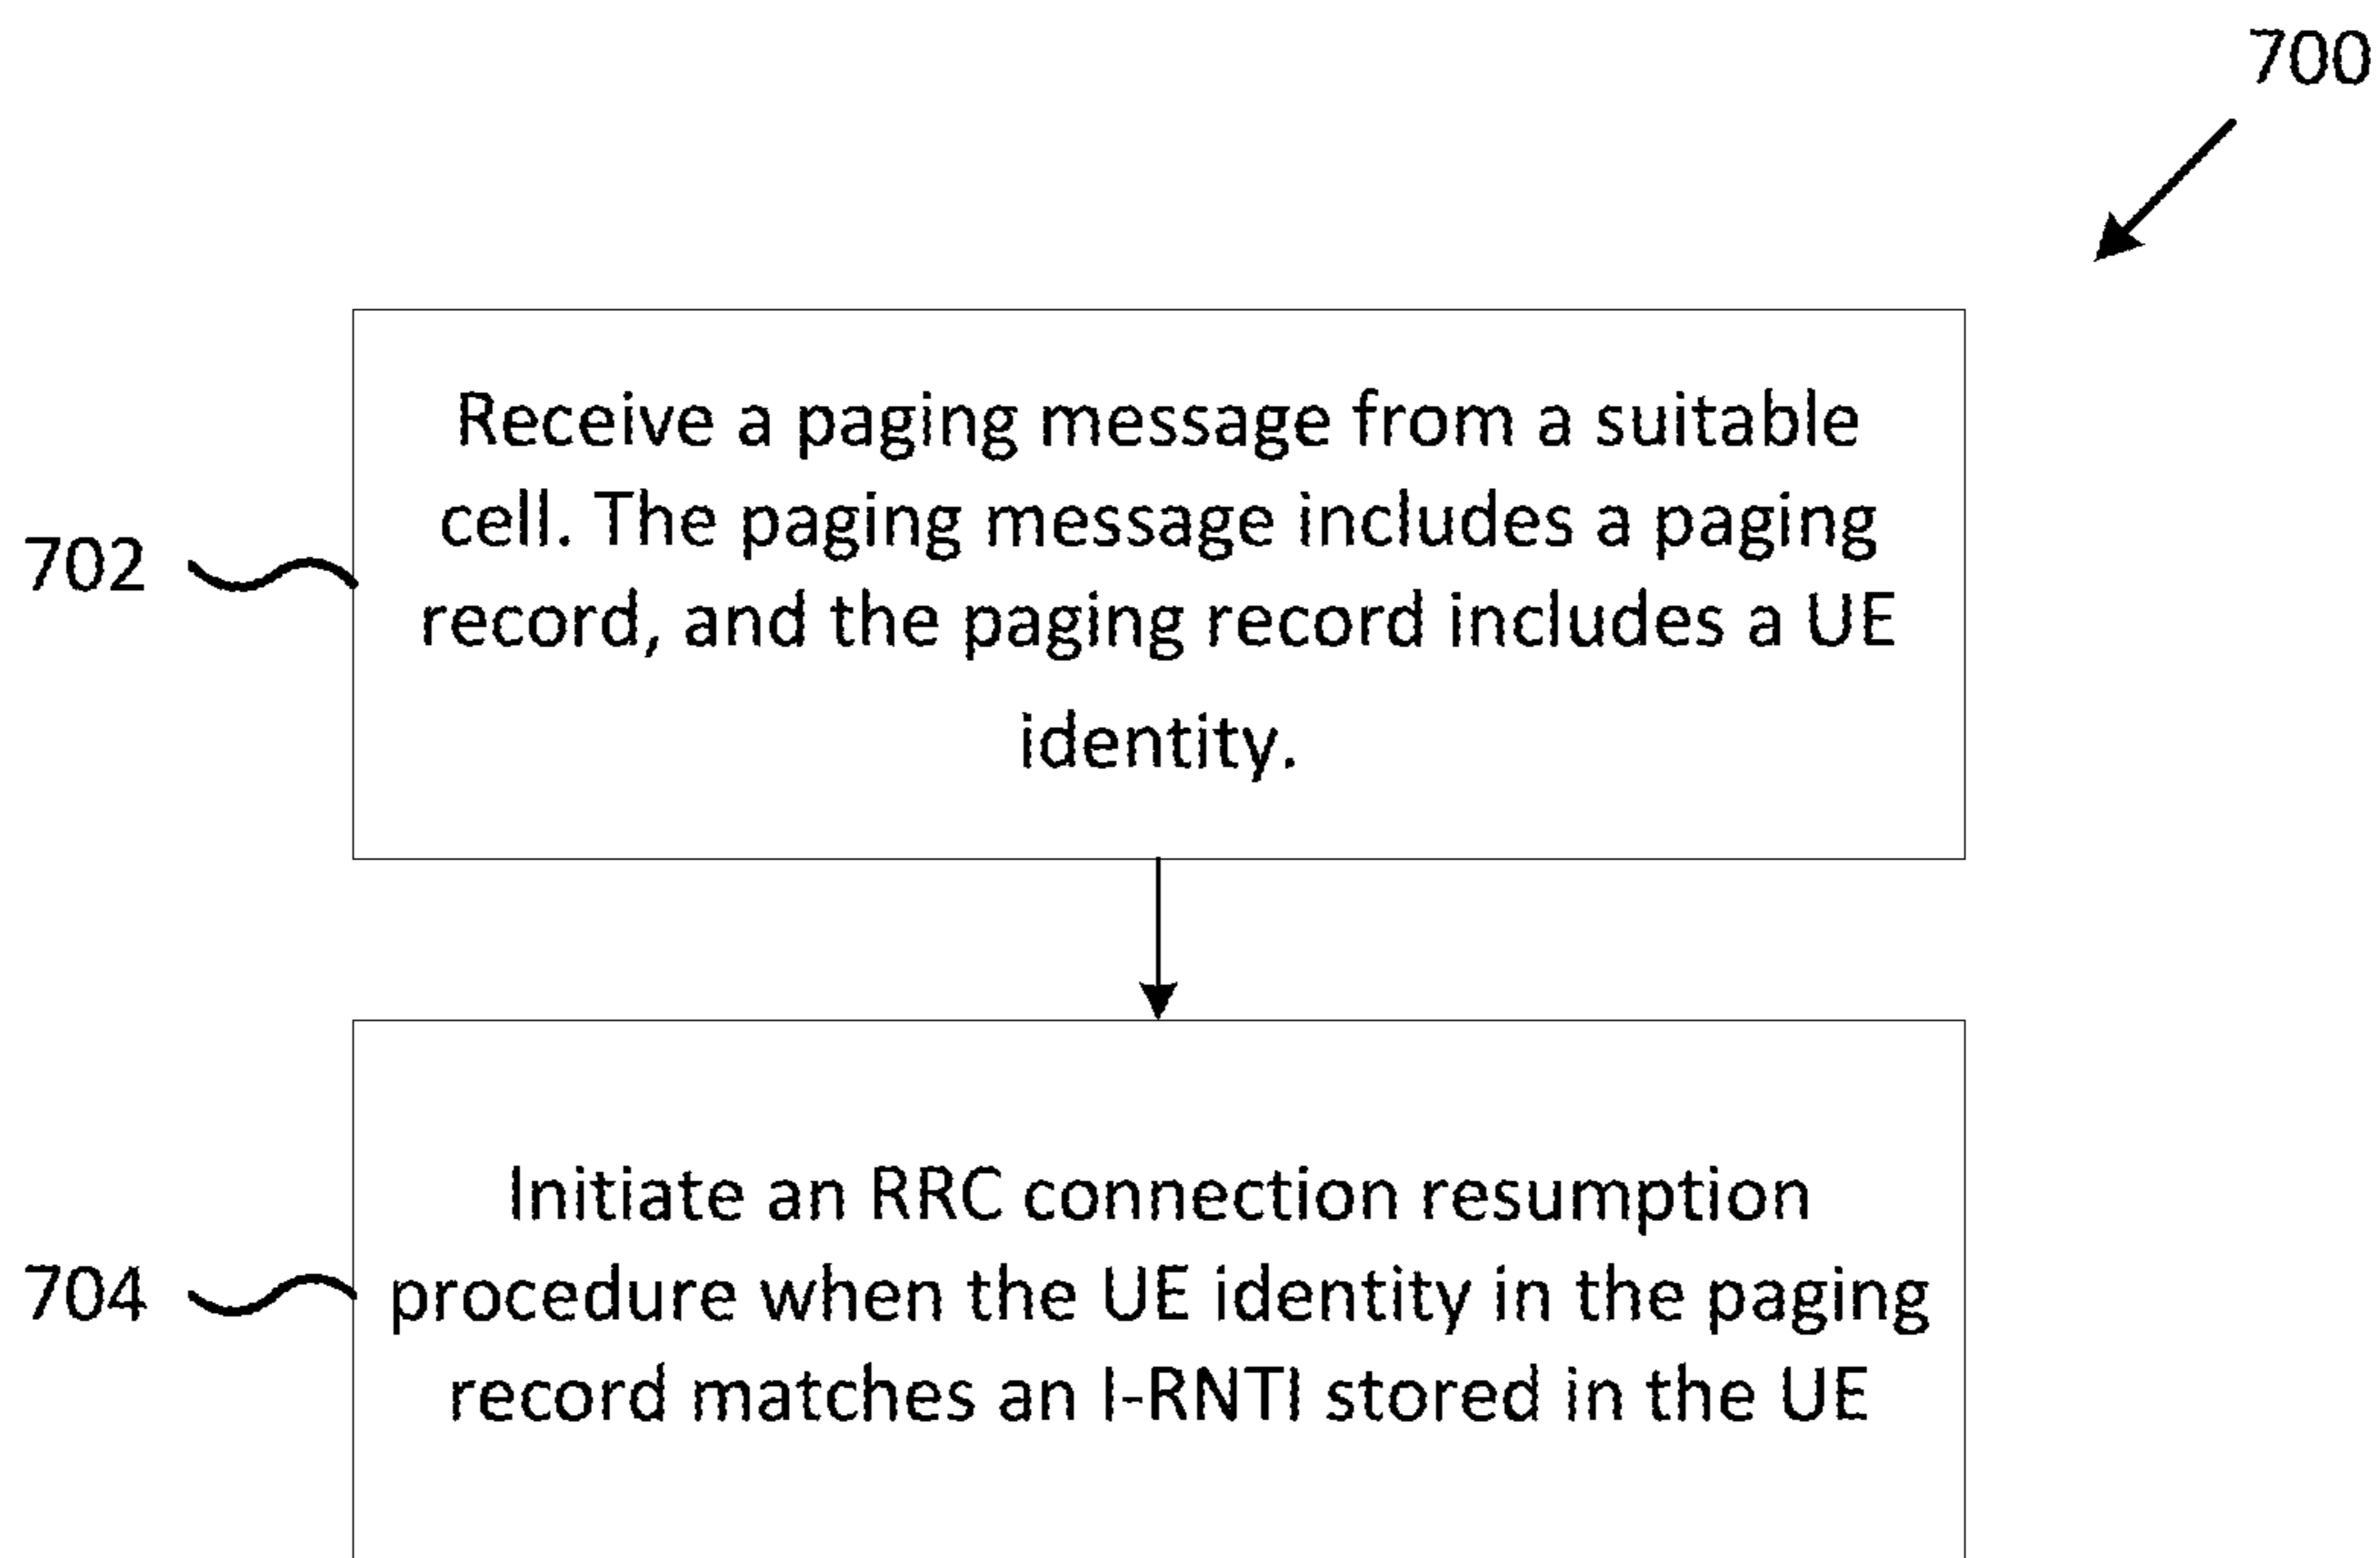 700
Receive a paging message from a suitable
cell. The paging message includes a paging
702
record, and the paging record includes a UE
identity.
Initiate an RRC connection resumption
704
procedure when the UE identity in the paging
record matches an I-RNTI stored in the UE